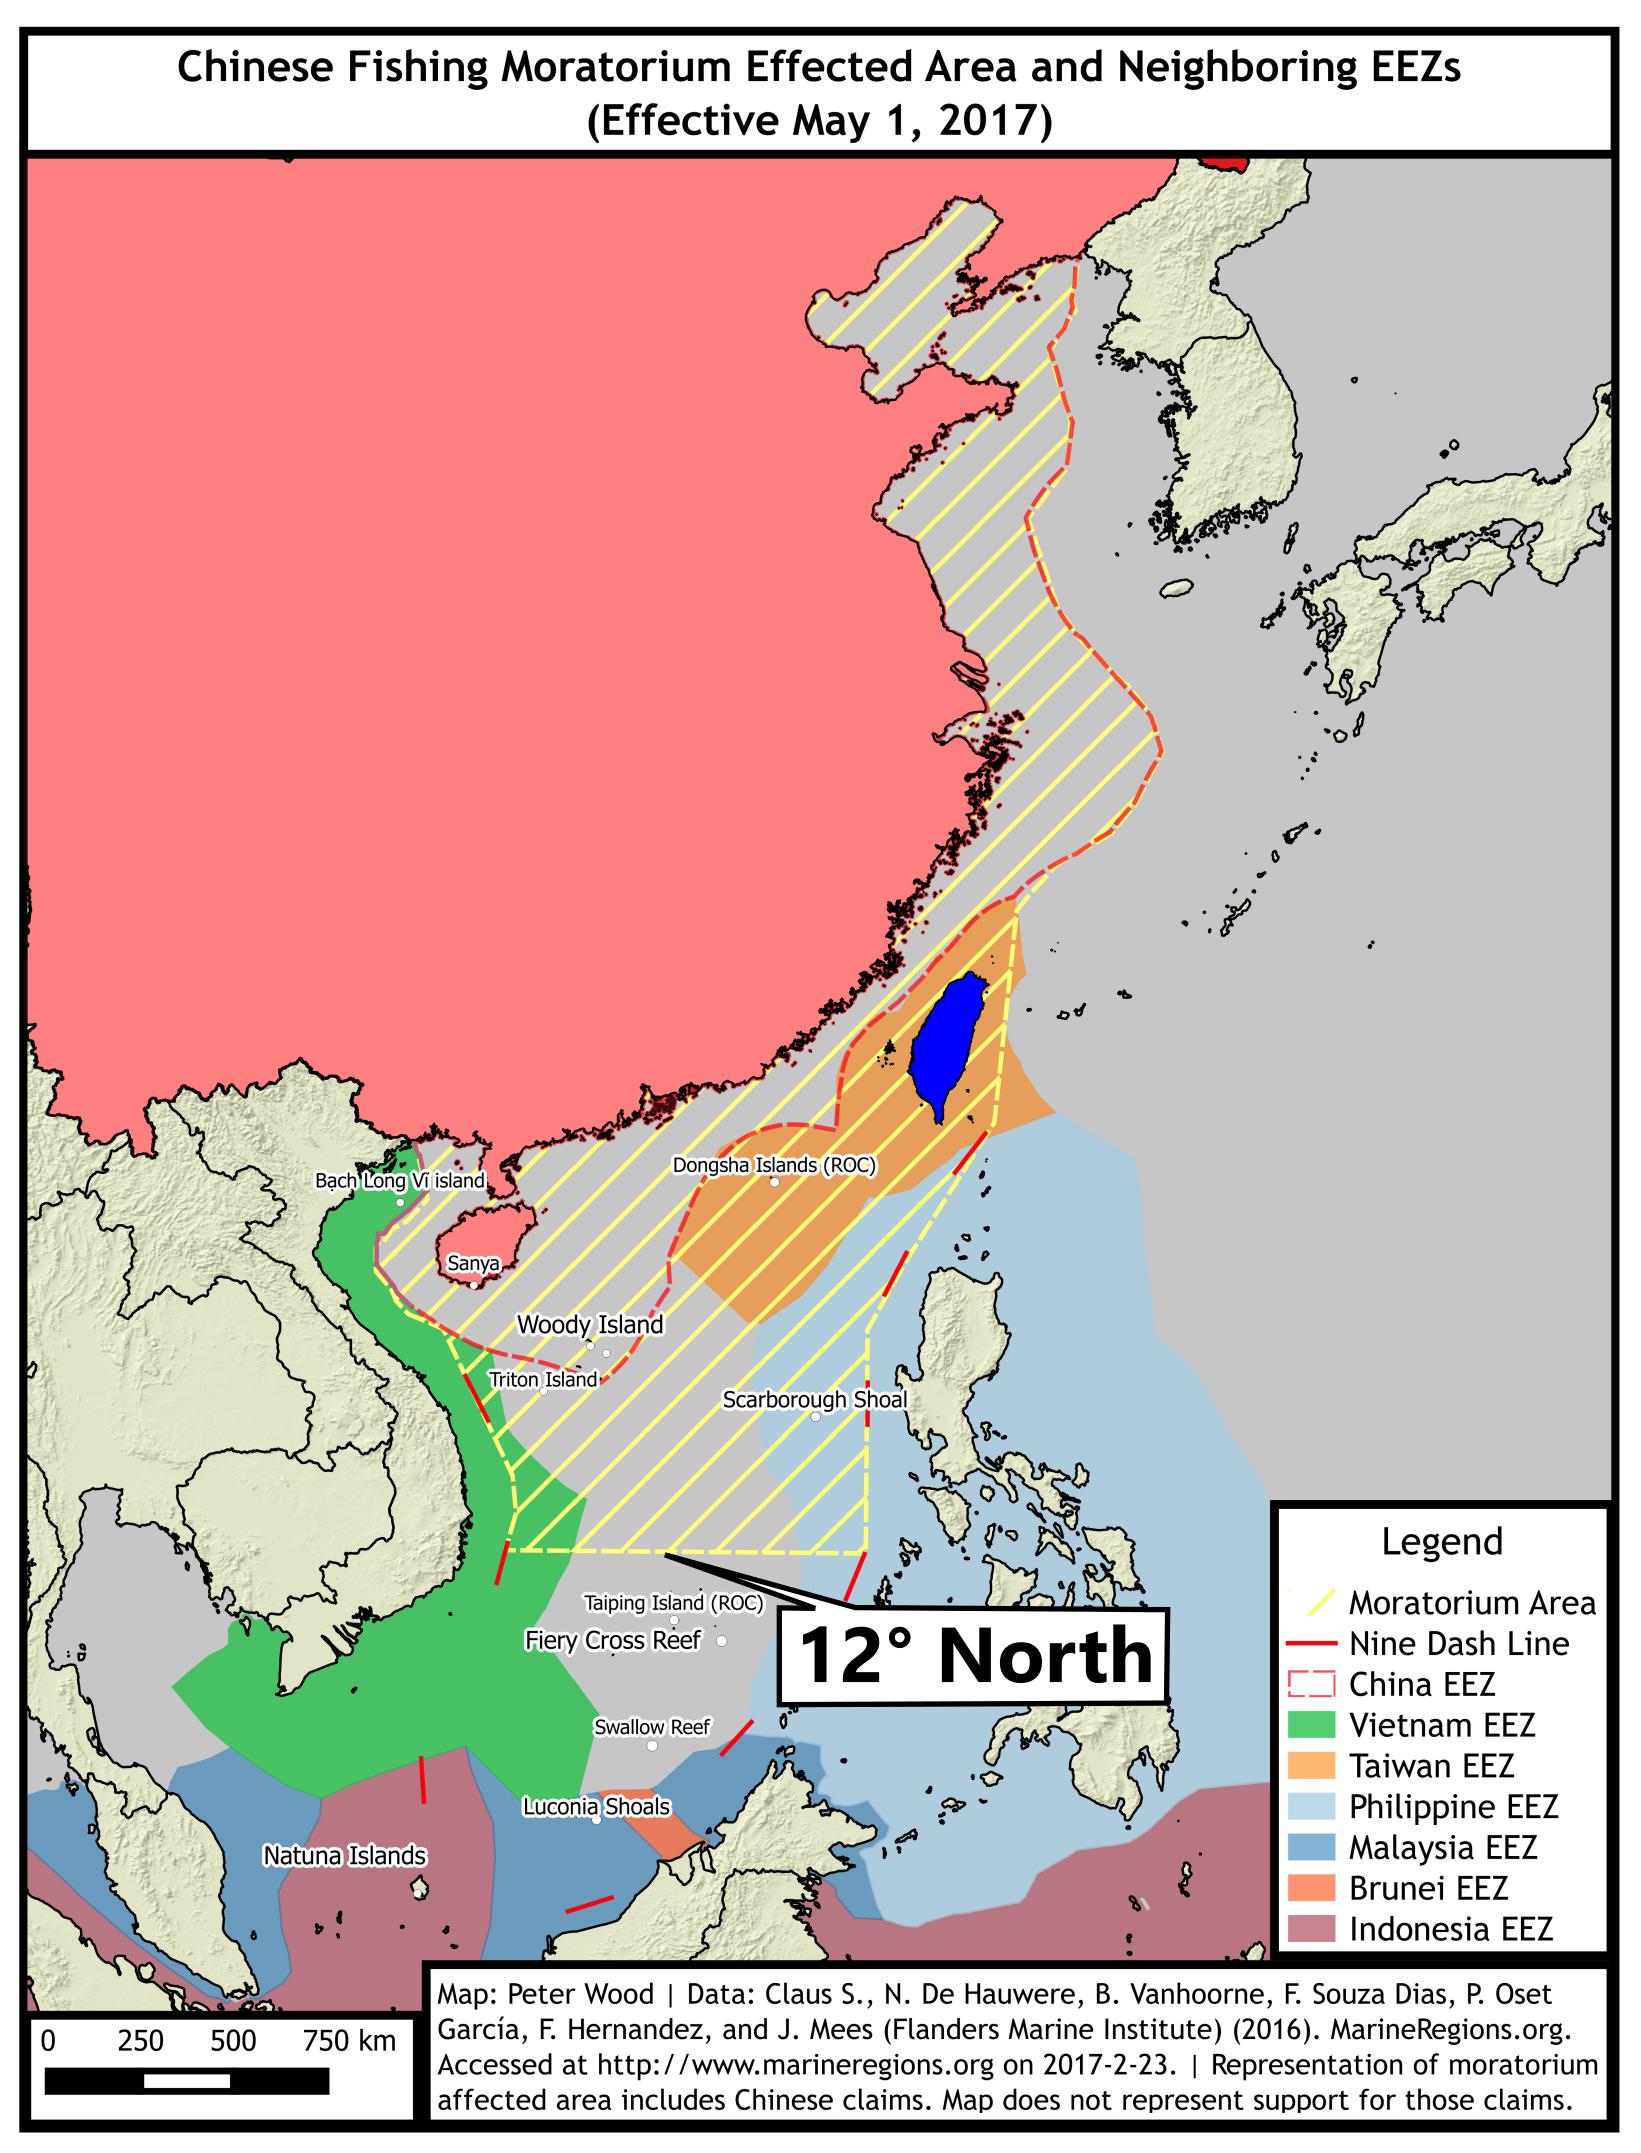 Chinese Fishing Moratorium Effected Area and Neighboring EEZs
(Effective May 1, 2017)
Dongsha Islands (ROC)
Bạch Long Vĩ island
Sanya
Woody Island
Triton Island
Scarborough Shoal
Taiping Island (ROC)
Fiery Cross Reef
12° North
Swallow Reef
Luconia Shoals
Natuna Islands
Legend
Moratorium Area
Nine Dash Line
China EEZ
Vietnam EEZ
Taiwan EEZ
Philippine EEZ
Malaysia EEZ
Brunei EEZ
Indonesia EEZ
0 250 500 750 km
Map: Peter Wood | Data: Claus S., N. De Hauwere, B. Vanhoorne, F. Souza Dias, P. Oset
García, F. Hernandez, and J. Mees (Flanders Marine Institute) (2016). MarineRegions.org.
Accessed at http://www.marineregions.org on 2017-2-23. | Representation of moratorium
affected area includes Chinese claims. Map does not represent support for those claims.